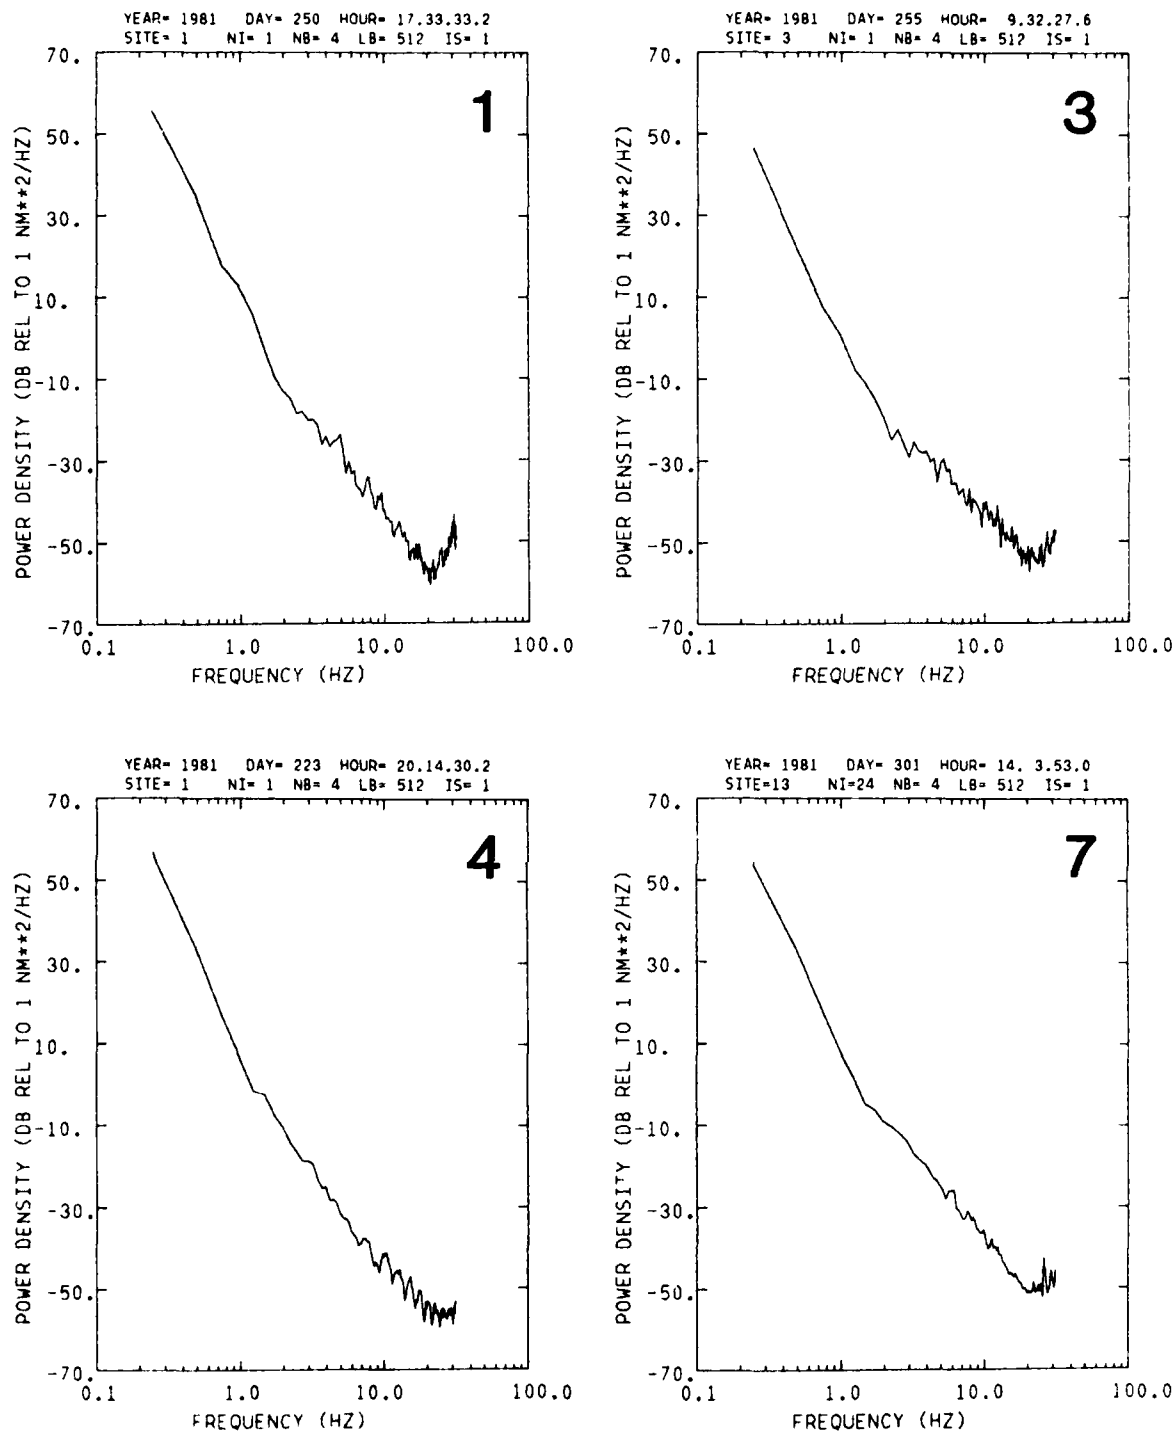 YEAR= 1981 DAY= 250 HOUR= 17.33.33.2
SITE= 1 NI= 1 NB= 4 LB= 512 IS= 1
70.
50.
30.
10.
-10.
-30.
-50.
-70.
POWER DENSITY (DB REL TO 1 NM**2/HZ)
1
0.1 1.0 10.0 100.0
FREQUENCY (HZ)
YEAR= 1981 DAY= 255 HOUR= 9.32.27.6
SITE= 3 NI= 1 NB= 4 LB= 512 IS= 1
70.
50.
30.
10.
-10.
-30.
-50.
-70.
POWER DENSITY (DB REL TO 1 NM**2/HZ)
3
0.1 1.0 10.0 100.0
FREQUENCY (HZ)
YEAR= 1981 DAY= 223 HOUR= 20.14.30.2
SITE= 1 NI= 1 NB= 4 LB= 512 IS= 1
70.
50.
30.
10.
-10.
-30.
-50.
-70.
POWER DENSITY (DB REL TO 1 NM**2/HZ)
4
0.1 1.0 10.0 100.0
FREQUENCY (HZ)
YEAR= 1981 DAY= 301 HOUR= 14. 3.53.0
SITE=13 NI=24 NB= 4 LB= 512 IS= 1
70.
50.
30.
10.
-10.
-30.
-50.
-70.
POWER DENSITY (DB REL TO 1 NM**2/HZ)
7
0.1 1.0 10.0 100.0
FREQUENCY (HZ)